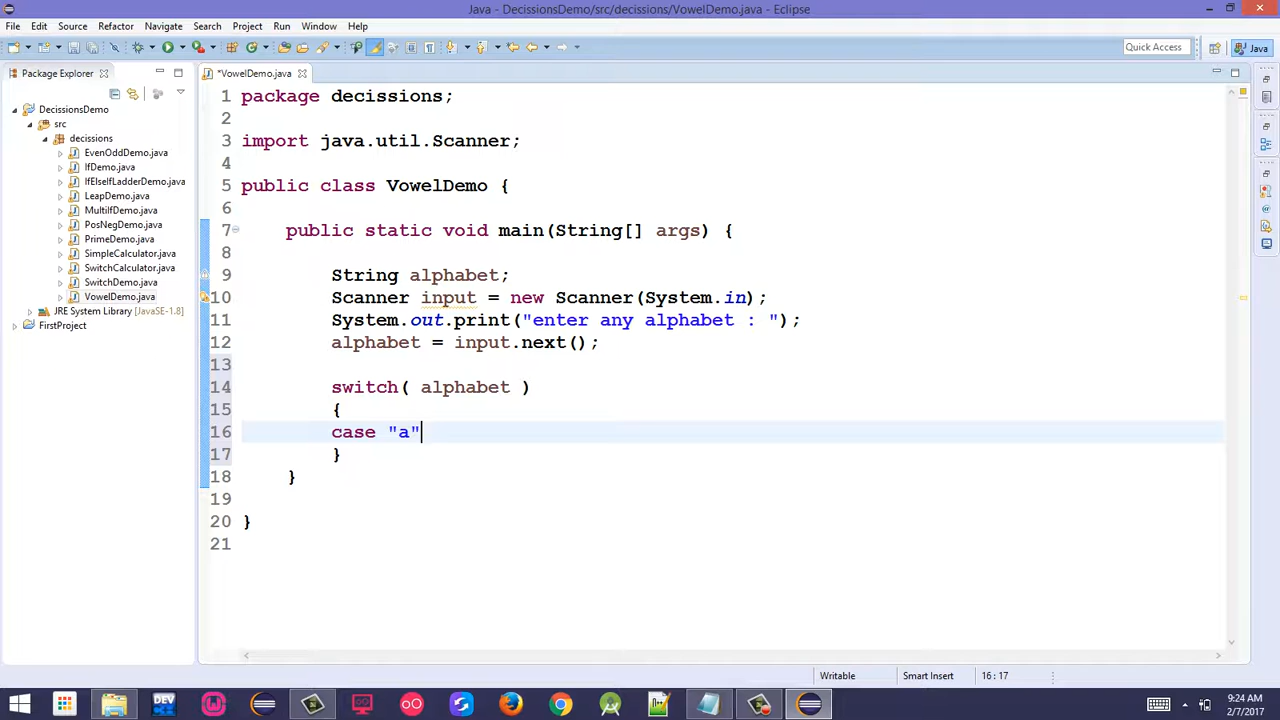 Java - DecissionsDemo/src/decissions/VowelDemo.java - Eclipse
File Edit Source Refactor Navigate Search Project Run Window Help
Quick Access
Java
Package Explorer
*VowelDemo.java
DecissionsDemo
src
decissions
EvenOddDemo.java
IfDemo.java
IfElseIfLadderDemo.java
LeapDemo.java
MultiIfDemo.java
PosNegDemo.java
PrimeDemo.java
SimpleCalculator.java
SwitchCalculator.java
SwitchDemo.java
VowelDemo.java
JRE System Library [JavaSE-1.8]
FirstProject
1 package decissions;
2
3 import java.util.Scanner;
4
5 public class VowelDemo {
6
7 public static void main(String[] args) {
8
9 String alphabet;
10 Scanner input = new Scanner(System.in);
11 System.out.print("enter any alphabet : ");
12 alphabet = input.next();
13
14 switch( alphabet )
15 {
16 case "a"
17 }
18 }
19
20 }
21
Writable Smart Insert 16 : 17
DEV
9:24 AM
2/7/2017